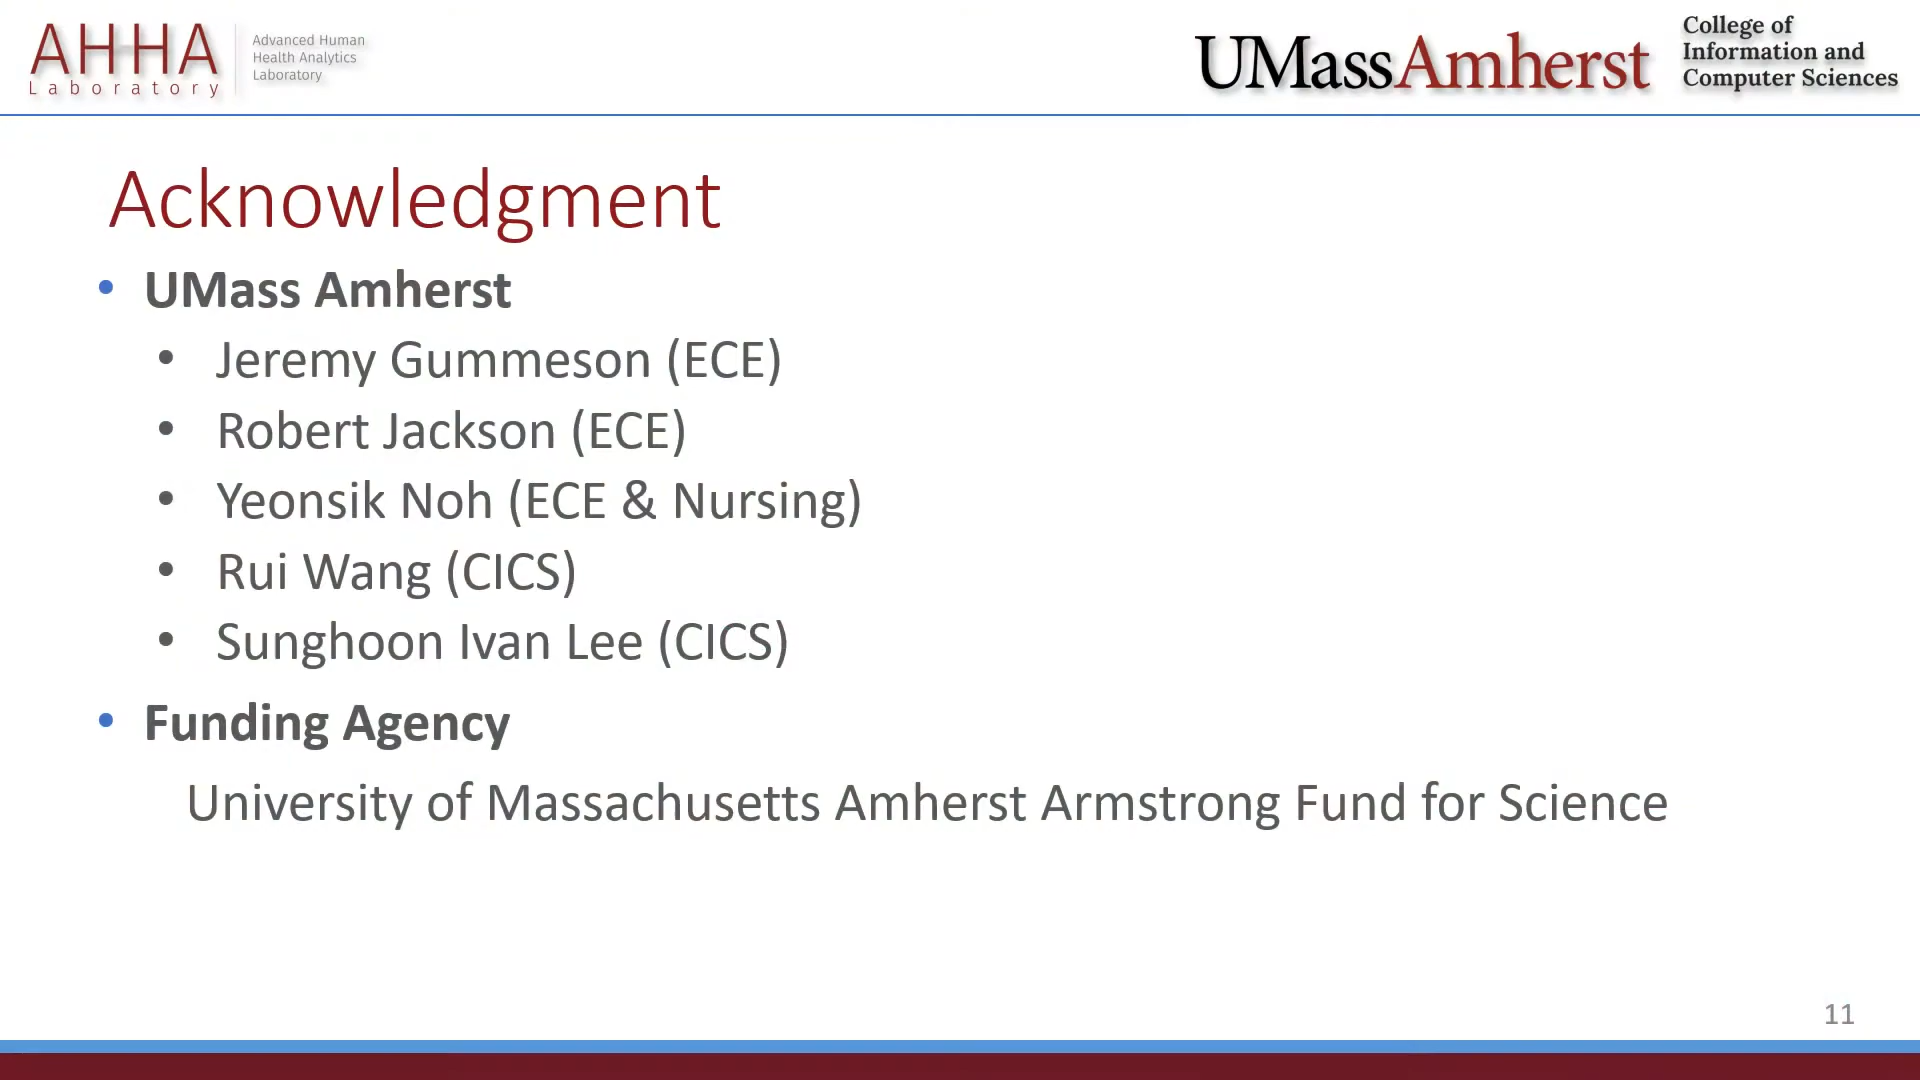 AHHA
Laboratory
Advanced Human
Health Analytics
Laboratory
UMassAmherst
College of
Information and
Computer Sciences
Acknowledgment
• UMass Amherst
• Jeremy Gummeson (ECE)
• Robert Jackson (ECE)
• Yeonsik Noh (ECE & Nursing)
• Rui Wang (CICS)
• Sunghoon Ivan Lee (CICS)
• Funding Agency
University of Massachusetts Amherst Armstrong Fund for Science
11